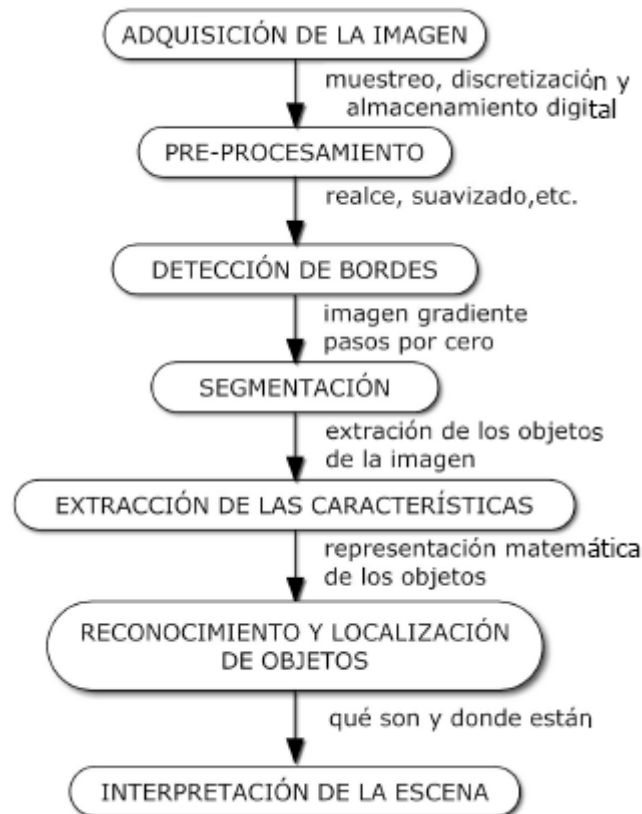 ADQUISICIÓN DE LA IMAGEN
muestreo, discretización y
almacenamiento digital
PRE-PROCESAMIENTO
realce, suavizado,etc.
DETECCIÓN DE BORDES
imagen gradiente
pasos por cero
SEGMENTACIÓN
extración de los objetos
de la imagen
EXTRACCIÓN DE LAS CARACTERÍSTÍCAS
representación matemática
de los objetos
RECONOCIMIENTO Y LOCALIZACIÓN
DE OBJETOS
qué son y donde están
INTERPRETACIÓN DE LA ESCENA